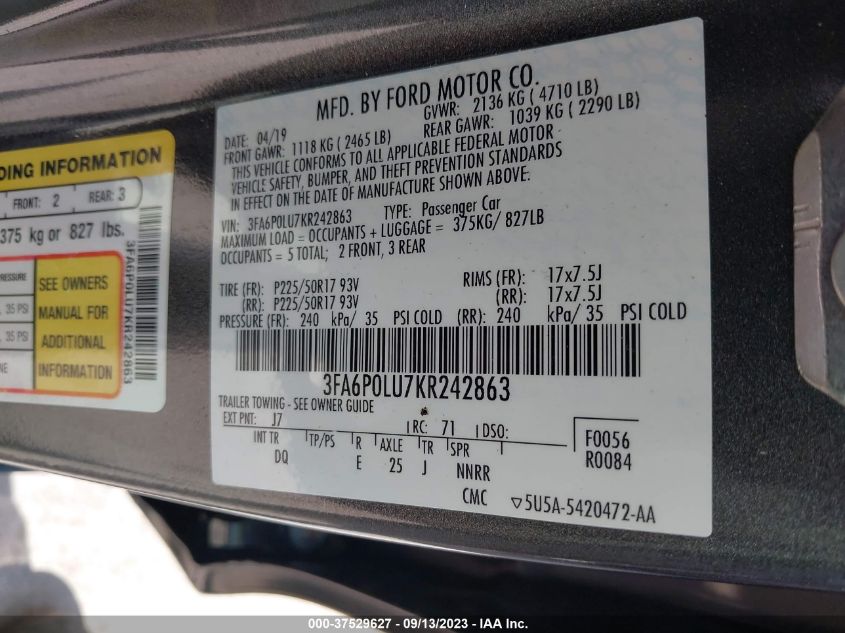 MFD. BY FORD MOTOR CO.
DATE: 04/19
GVWR: 2136 KG ( 4710 LB)
FRONT GAWR: 1118 KG ( 2465 LB)
REAR GAWR: 1039 KG ( 2290 LB)
THIS VEHICLE CONFORMS TO ALL APPLICABLE FEDERAL MOTOR
VEHICLE SAFETY, BUMPER, AND THEFT PREVENTION STANDARDS
IN EFFECT ON THE DATE OF MANUFACTURE SHOWN ABOVE.
VIN: 3FA6P0LU7KR242863 TYPE: Passenger Car
MAXIMUM LOAD = OCCUPANTS + LUGGAGE = 375KG/ 827LB
OCCUPANTS = 5 TOTAL; 2 FRONT, 3 REAR
TIRE (FR): P225/50R17 93V RIMS (FR): 17x7.5J
(RR): P225/50R17 93V (RR): 17x7.5J
PRESSURE (FR): 240 kPa/ 35 PSI COLD (RR): 240 kPa/ 35 PSI COLD
3FA6P0LU7KR242863
TRAILER TOWING - SEE OWNER GUIDE
EXT PNT: J7 RC: 71 DSO:
INT TR TP/PS R AXLE TR SPR
DQ E 25 J NNRR
F0056
R0084
CMC ▽5U5A-5420472-AA
DING INFORMATION
FRONT: 2 REAR: 3
375 kg or 827 lbs.
PRESSURE
35 PSI
35 PSI
SEE OWNERS
MANUAL FOR
ADDITIONAL
INFORMATION
3FA6P0LU7KR242863
000-37529627 - 09/13/2023 - IAA Inc.